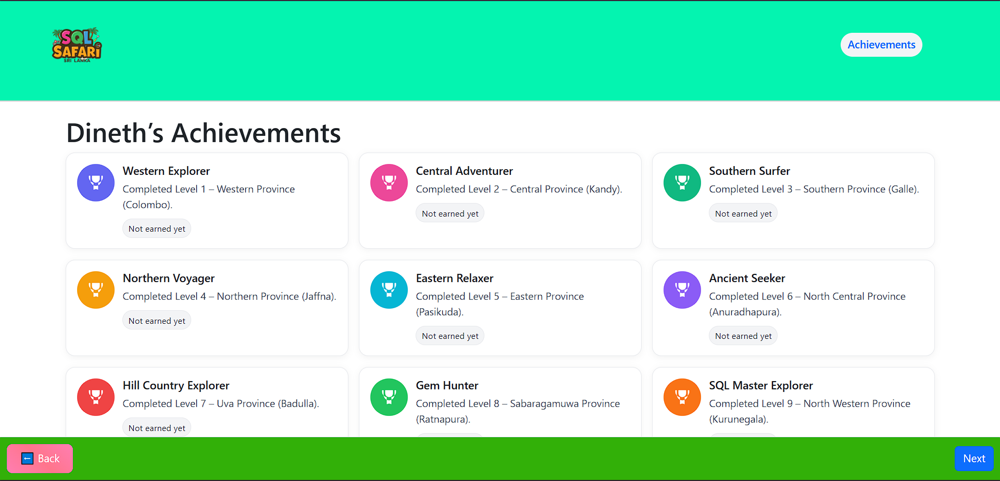 SQL
SAFARI
SRI LANKA
Achievements
Dineth’s Achievements
Western Explorer
Completed Level 1 – Western Province
(Colombo).
Not earned yet
Central Adventurer
Completed Level 2 – Central Province (Kandy).
Not earned yet
Southern Surfer
Completed Level 3 – Southern Province (Galle).
Not earned yet
Northern Voyager
Completed Level 4 – Northern Province (Jaffna).
Not earned yet
Eastern Relaxer
Completed Level 5 – Eastern Province
(Pasikuda).
Not earned yet
Ancient Seeker
Completed Level 6 – North Central Province
(Anuradhapura).
Not earned yet
Hill Country Explorer
Completed Level 7 – Uva Province (Badulla).
Not earned yet
Gem Hunter
Completed Level 8 – Sabaragamuwa Province
(Ratnapura).
SQL Master Explorer
Completed Level 9 – North Western Province
(Kurunegala).
Back
Next